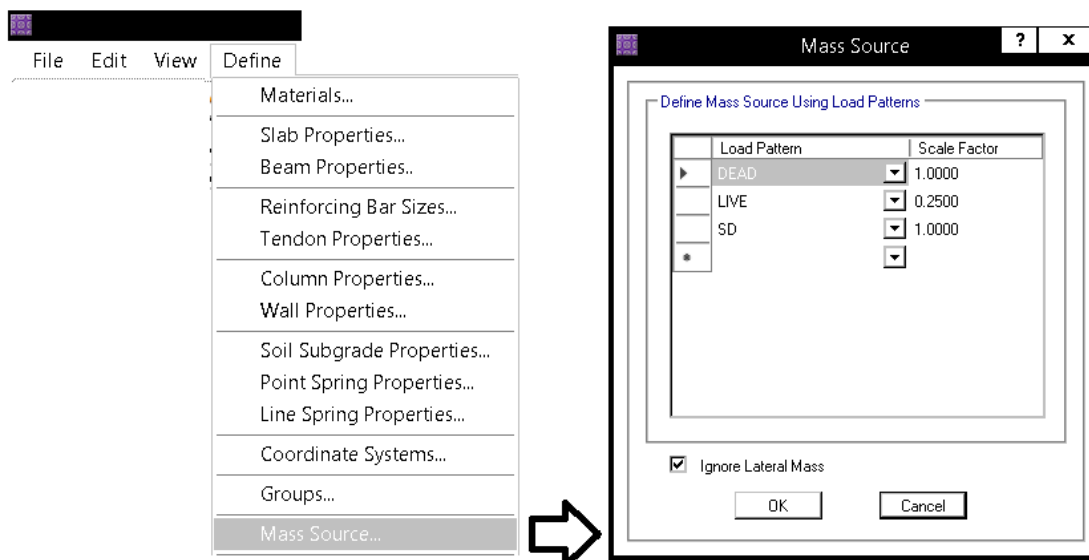 File Edit View Define
Materials...
Slab Properties...
Beam Properties..
Reinforcing Bar Sizes...
Tendon Properties...
Column Properties...
Wall Properties...
Soil Subgrade Properties...
Point Spring Properties...
Line Spring Properties...
Coordinate Systems...
Groups...
Mass Source...
Mass Source ? x
Define Mass Source Using Load Patterns
Load Pattern Scale Factor
DEAD 1.0000
LIVE 0.2500
SD 1.0000
*
Ignore Lateral Mass
OK Cancel